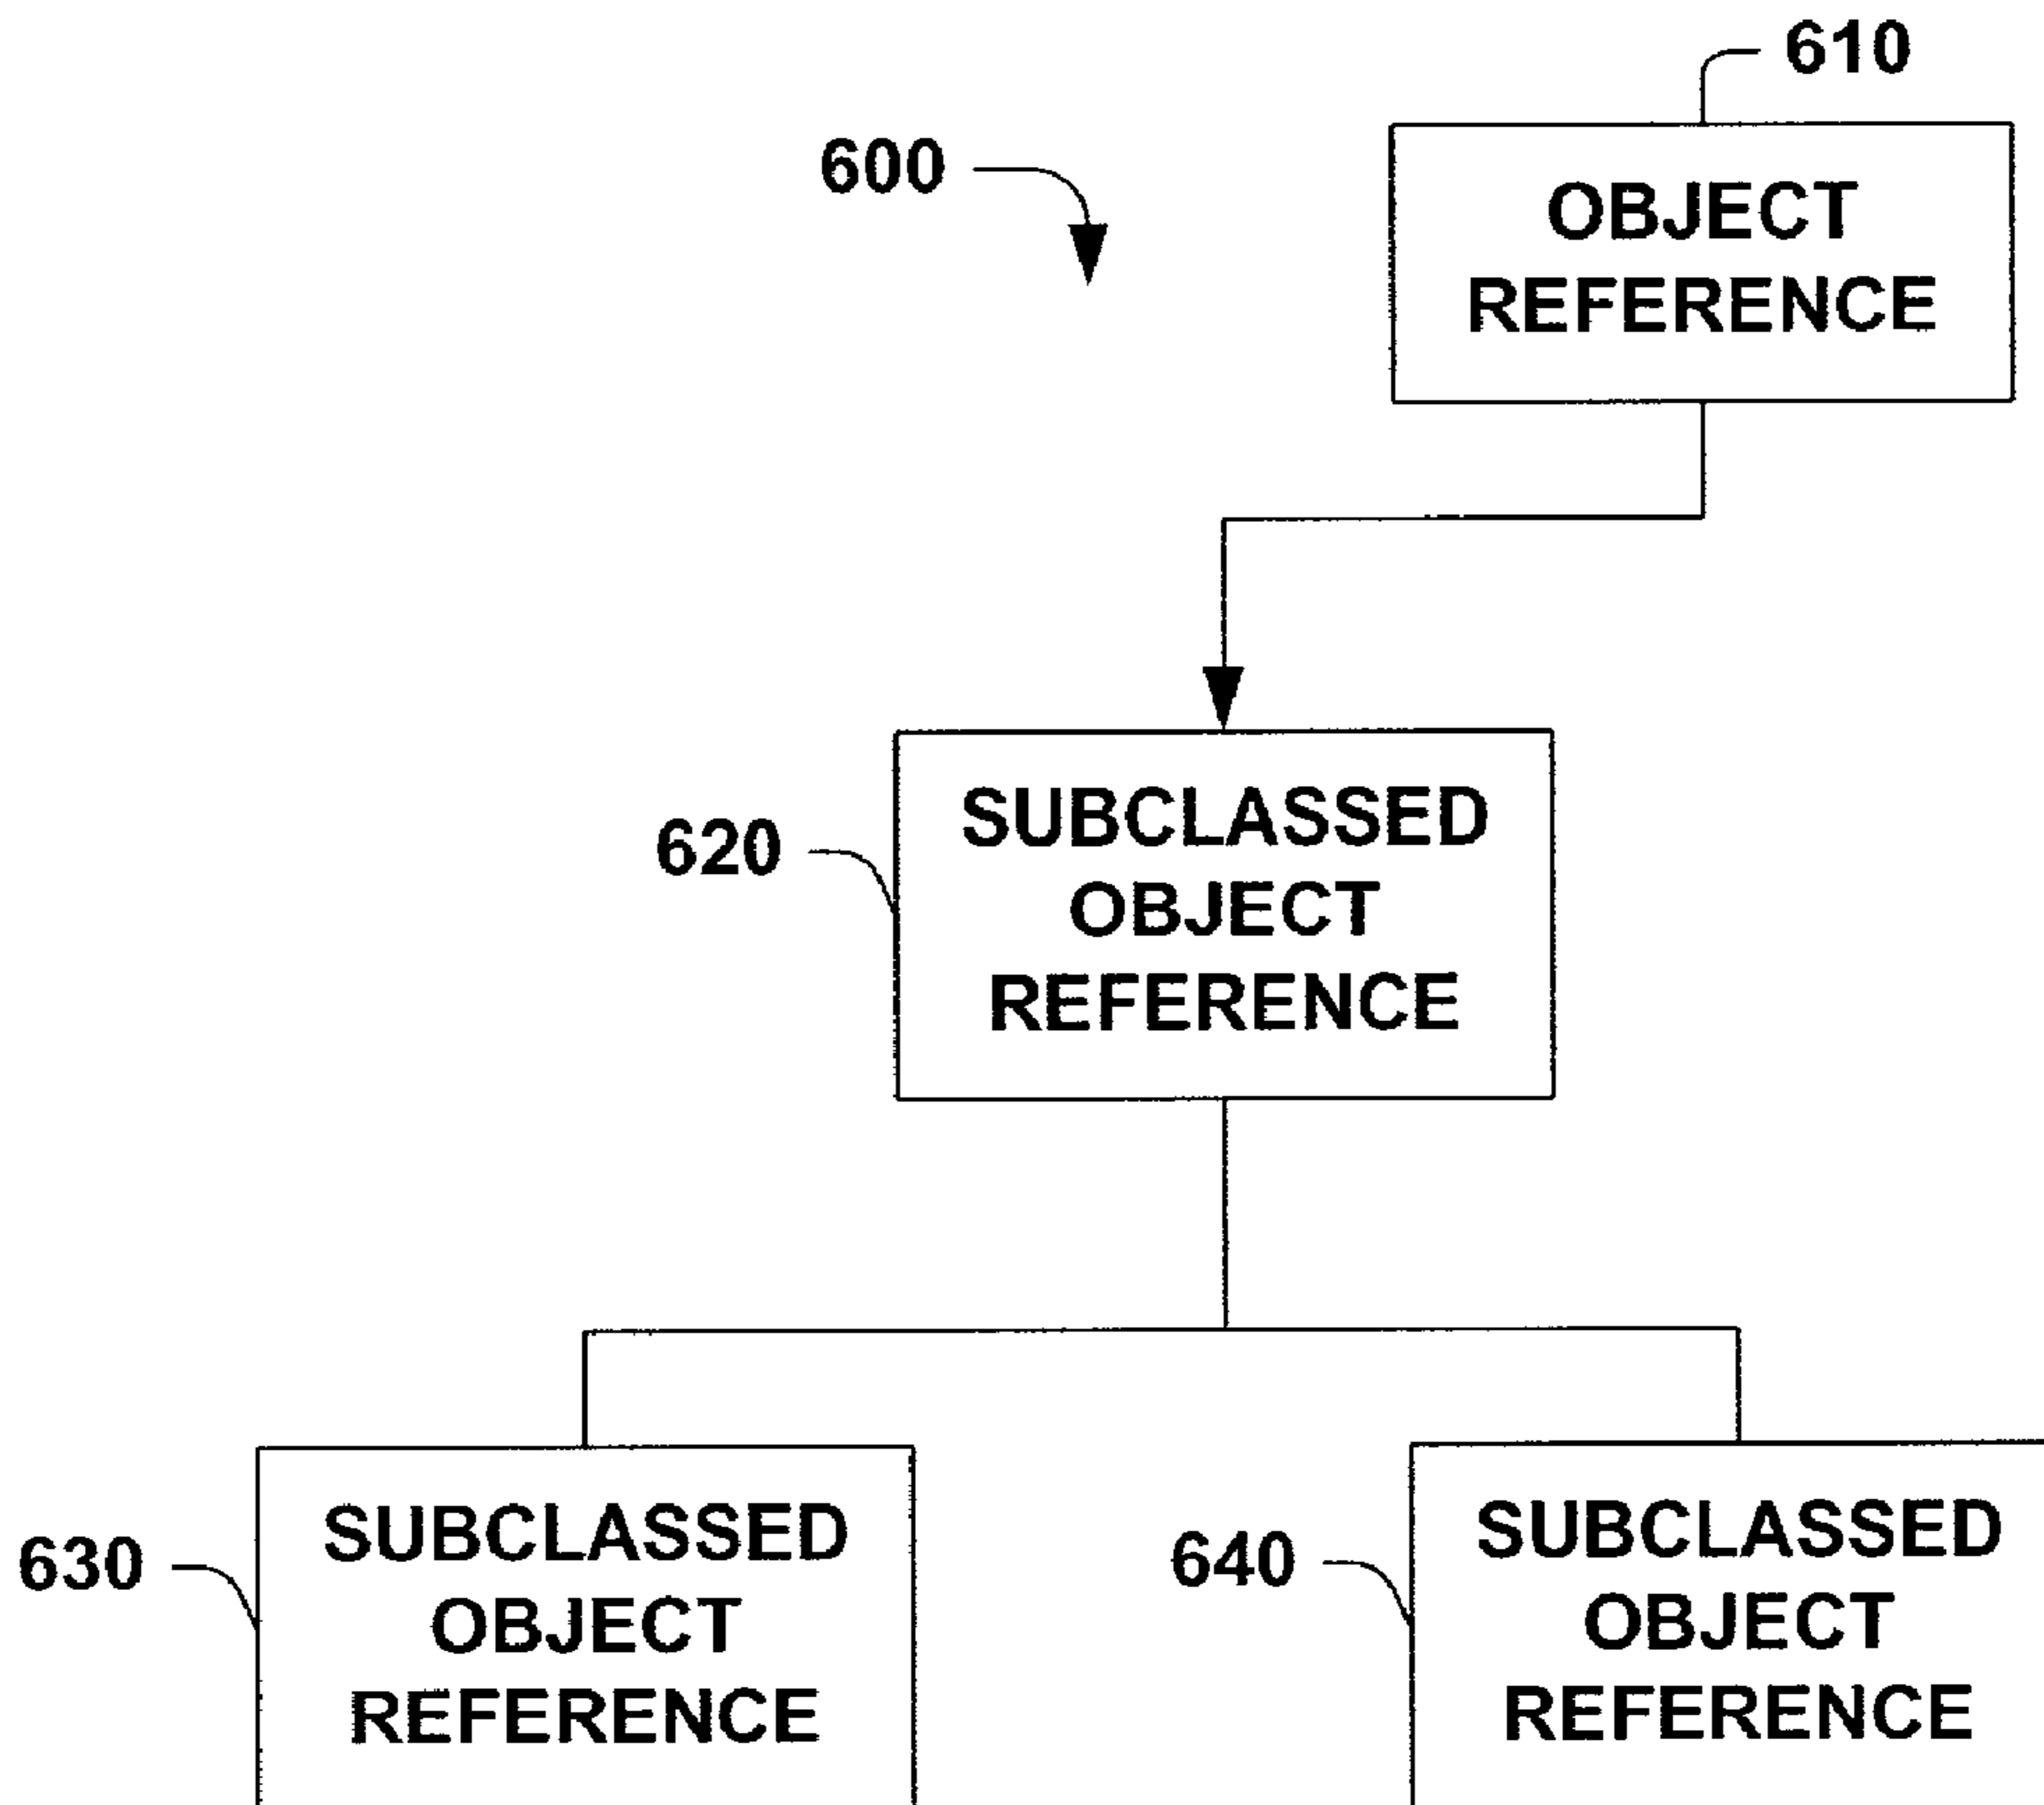 610
600
OBJECT
REFERENCE
620
SUBCLASSED
OBJECT
REFERENCE
630
SUBCLASSED
OBJECT
REFERENCE
640
SUBCLASSED
OBJECT
REFERENCE